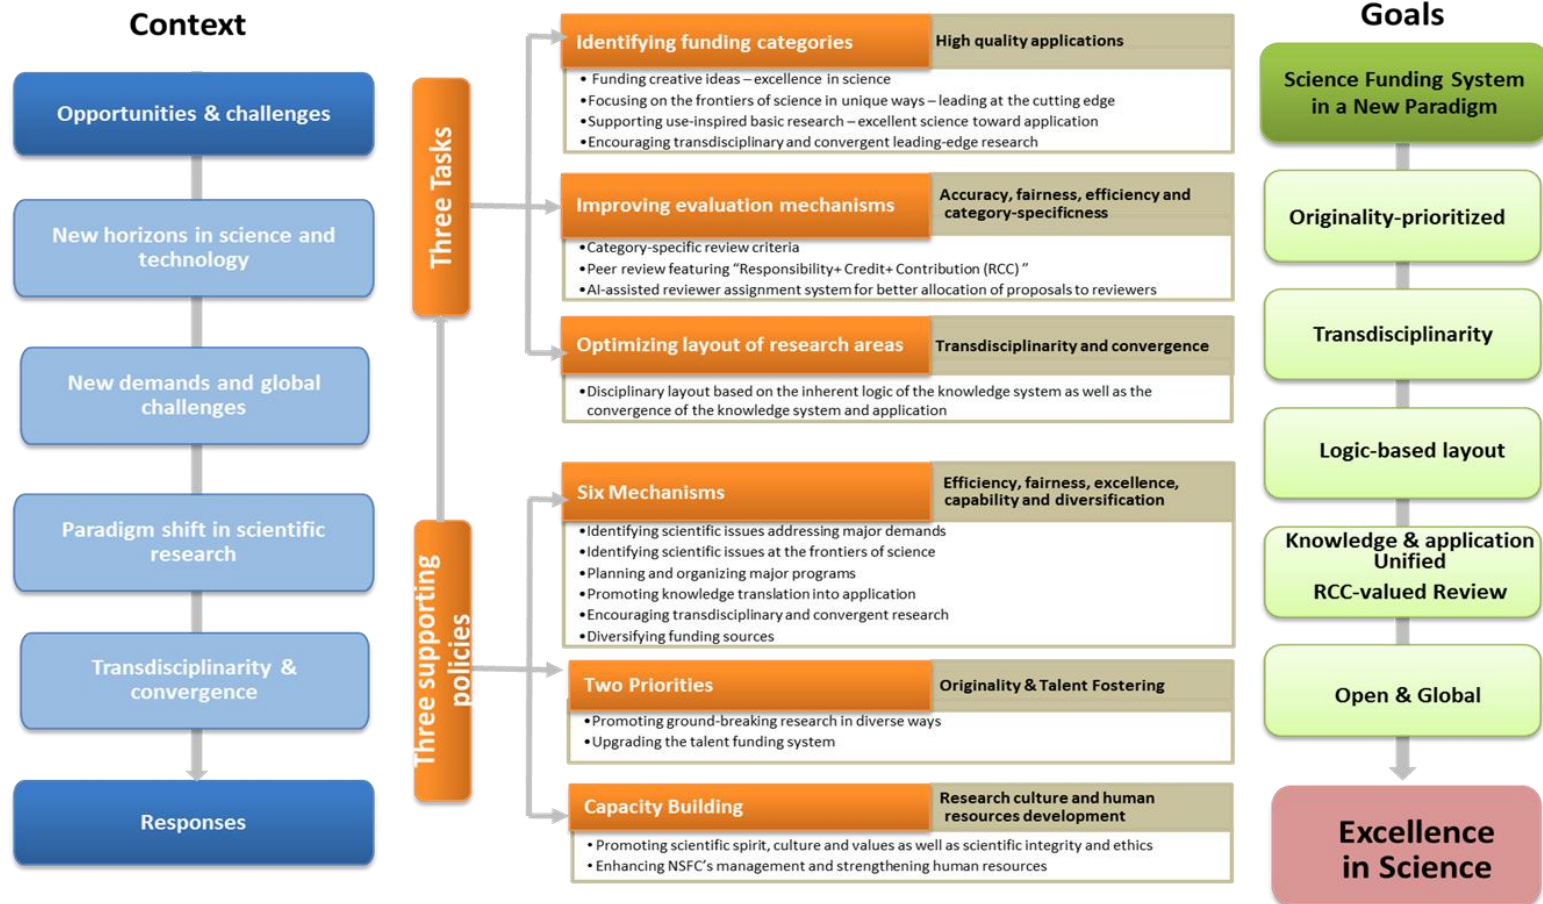 Context
Opportunities & challenges
New horizons in science and
technology
New demands and global
challenges
Paradigm shift in scientific
research
Transdisciplinarity &
convergence
Responses
Three Tasks
Identifying funding categories
High quality applications
• Funding creative ideas – excellence in science
• Focusing on the frontiers of science in unique ways – leading at the cutting edge
• Supporting use-inspired basic research – excellent science toward application
• Encouraging transdisciplinary and convergent leading-edge research
Improving evaluation mechanisms
Accuracy, fairness, efficiency and
category-specificness
• Category-specific review criteria
• Peer review featuring “Responsibility+ Credit+ Contribution (RCC) ”
• AI-assisted reviewer assignment system for better allocation of proposals to reviewers
Optimizing layout of research areas
Transdisciplinarity and convergence
• Disciplinary layout based on the inherent logic of the knowledge system as well as the
convergence of the knowledge system and application
Three supporting
policies
Six Mechanisms
Efficiency, fairness, excellence,
capability and diversification
• Identifying scientific issues addressing major demands
• Identifying scientific issues at the frontiers of science
• Planning and organizing major programs
• Promoting knowledge translation into application
• Encouraging transdisciplinary and convergent research
• Diversifying funding sources
Two Priorities
Originality & Talent Fostering
• Promoting ground-breaking research in diverse ways
• Upgrading the talent funding system
Capacity Building
Research culture and human
resources development
• Promoting scientific spirit, culture and values as well as scientific integrity and ethics
• Enhancing NSFC’s management and strengthening human resources
Goals
Science Funding System
in a New Paradigm
Originality-prioritized
Transdisciplinarity
Logic-based layout
Knowledge & application
Unified
RCC-valued Review
Open & Global
Excellence
in Science